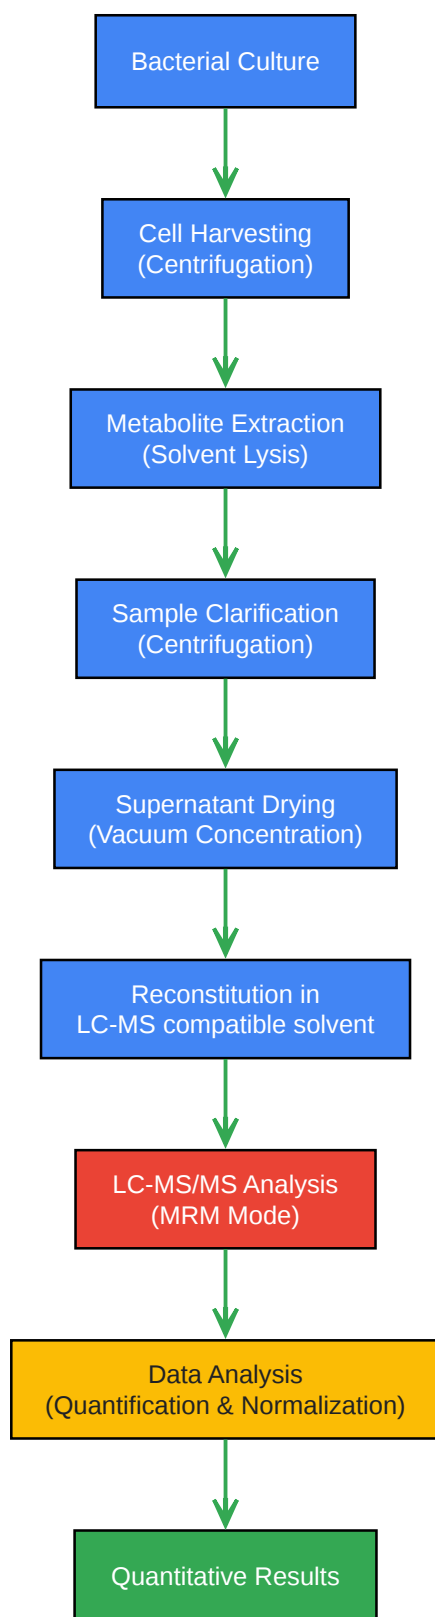 Bacterial Culture
Cell Harvesting
(Centrifugation)
Metabolite Extraction
(Solvent Lysis)
Sample Clarification
(Centrifugation)
Supernatant Drying
(Vacuum Concentration)
Reconstitution in
LC-MS compatible solvent
LC-MS/MS Analysis
(MRM Mode)
Data Analysis
(Quantification & Normalization)
Quantitative Results